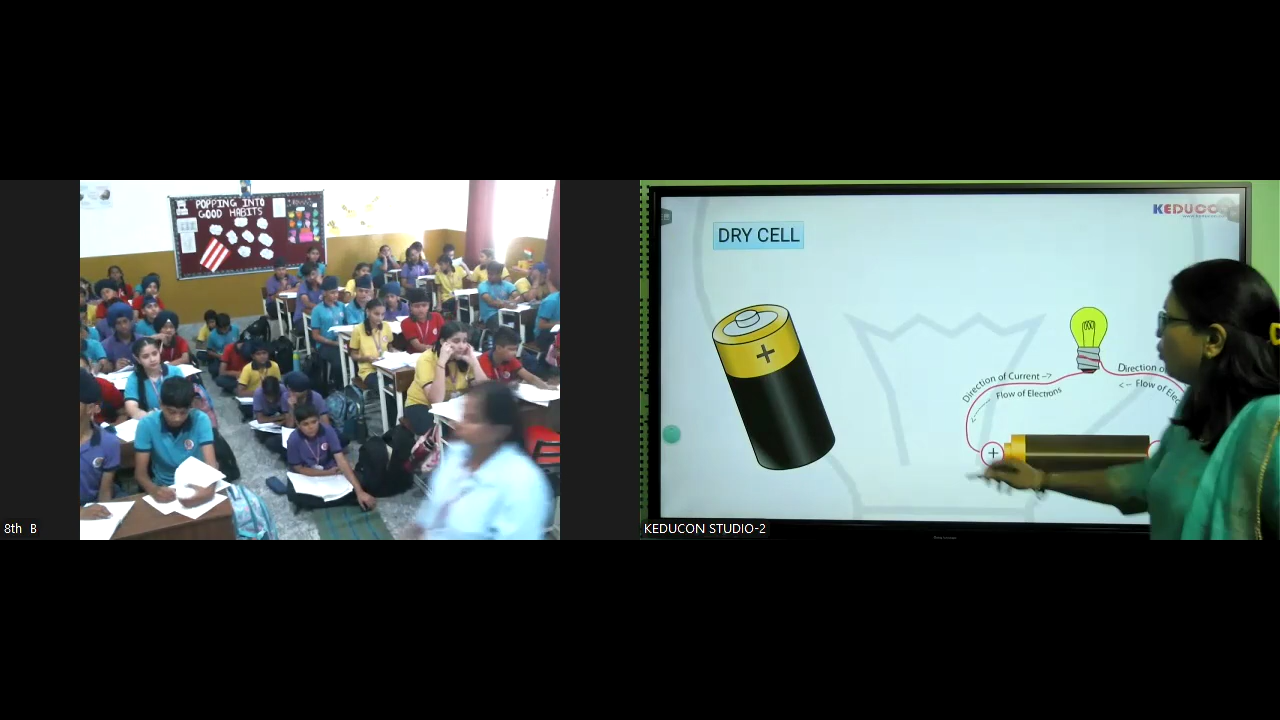 POPPING INTO
GOOD HABITS
8th B
KEDUCON
DRY CELL
+
Direction of Current -->
<-- Flow of Electrons
Direction of
<-- Flow of
+
KEDUCON STUDIO-2